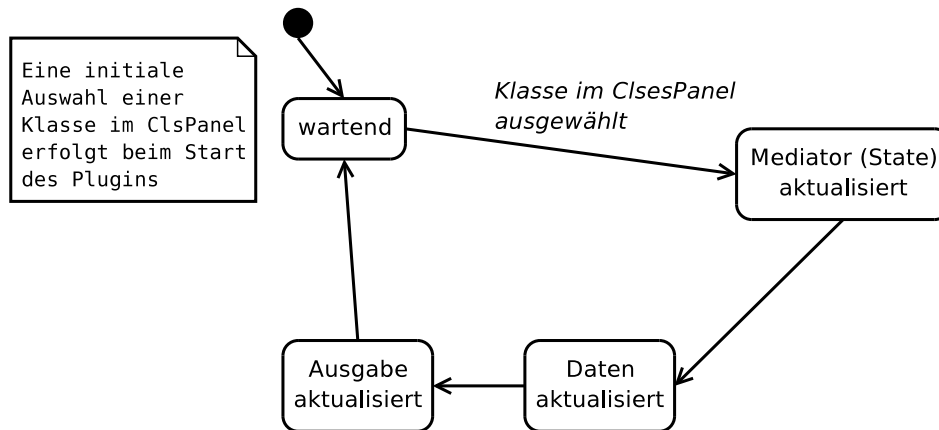 Eine initiale
Auswahl einer
Klasse im ClsPanel
erfolgt beim Start
des Plugins
wartend
Klasse im ClsesPanel
ausgewählt
Mediator (State)
aktualisiert
Ausgabe
aktualisiert
Daten
aktualisiert